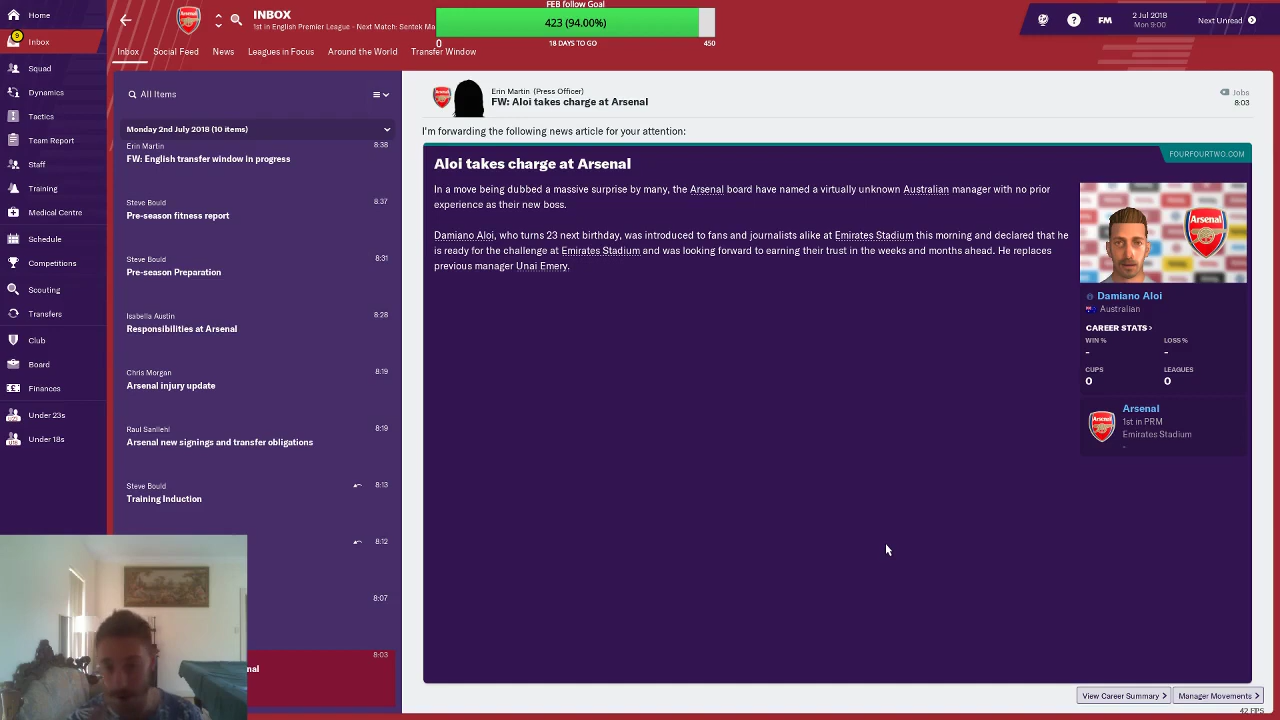 FEB follow Goal
423 (94.00%)
0
18 DAYS TO GO
450
INBOX
1st in English Premier League - Next Match: Sentek Ma
FM
2 Jul 2018
Mon 9:00
Next Unread
Inbox
Social Feed
News
Leagues in Focus
Around the World
Transfer Window
Home
9
Inbox
Squad
Dynamics
Tactics
Team Report
Staff
Training
Medical Centre
Schedule
Competitions
Scouting
Transfers
Club
Board
Finances
Under 23s
Under 18s
All Items
Monday 2nd July 2018 (10 items)
Erin Martin
8:38
FW: English transfer window in progress
Steve Bould
8:37
Pre-season fitness report
Steve Bould
8:31
Pre-season Preparation
Isabella Austin
8:28
Responsibilities at Arsenal
Chris Morgan
8:19
Arsenal injury update
Raul Sanllehl
8:19
Arsenal new signings and transfer obligations
Steve Bould
8:13
Training Induction
8:12
8:07
8:03
nal
Erin Martin (Press Officer)
FW: Aloi takes charge at Arsenal
Jobs
8:03
I'm forwarding the following news article for your attention:
Aloi takes charge at Arsenal
FOURFOURTWO.COM
In a move being dubbed a massive surprise by many, the Arsenal board have named a virtually unknown Australian manager with no prior
experience as their new boss.
Damiano Aloi, who turns 23 next birthday, was introduced to fans and journalists alike at Emirates Stadium this morning and declared that he
is ready for the challenge at Emirates Stadium and was looking forward to earning their trust in the weeks and months ahead. He replaces
previous manager Unai Emery.
Arsenal
Damiano Aloi
Australian
CAREER STATS >
WIN %
LOSS %
-
-
CUPS
LEAGUES
0
0
Arsenal
1st in PRM
Emirates Stadium
-
View Career Summary >
Manager Movements >
42 FPS